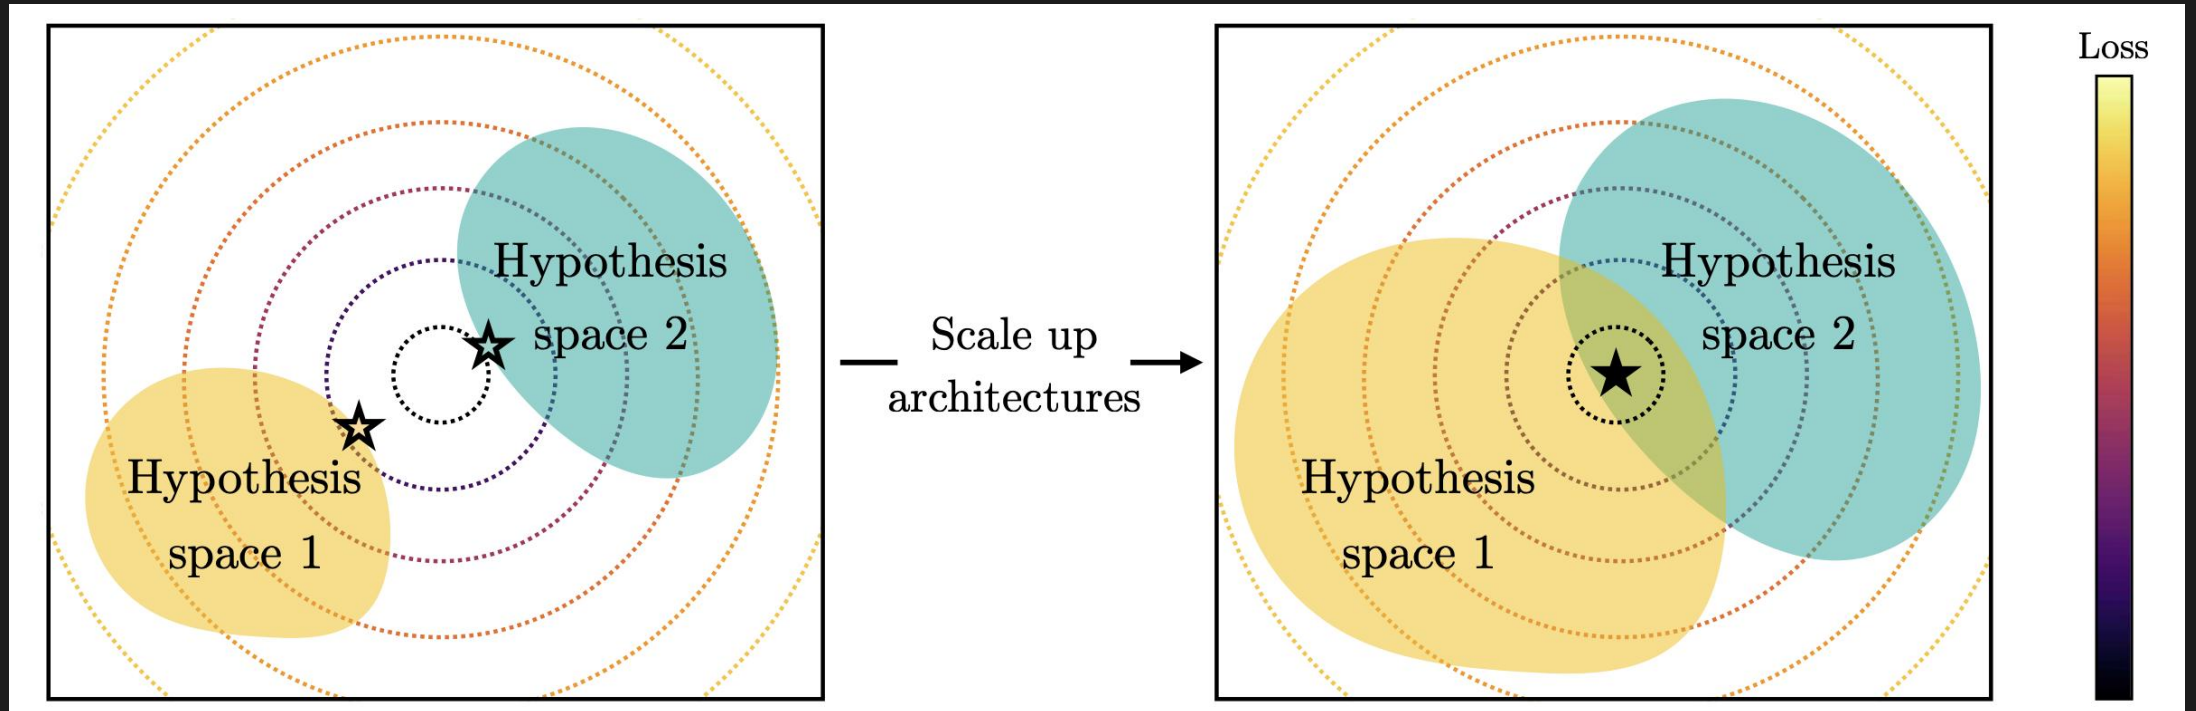 Hypothesis
space 2
Hypothesis
space 1
Scale up
architectures
Hypothesis
space 2
Hypothesis
space 1
Loss